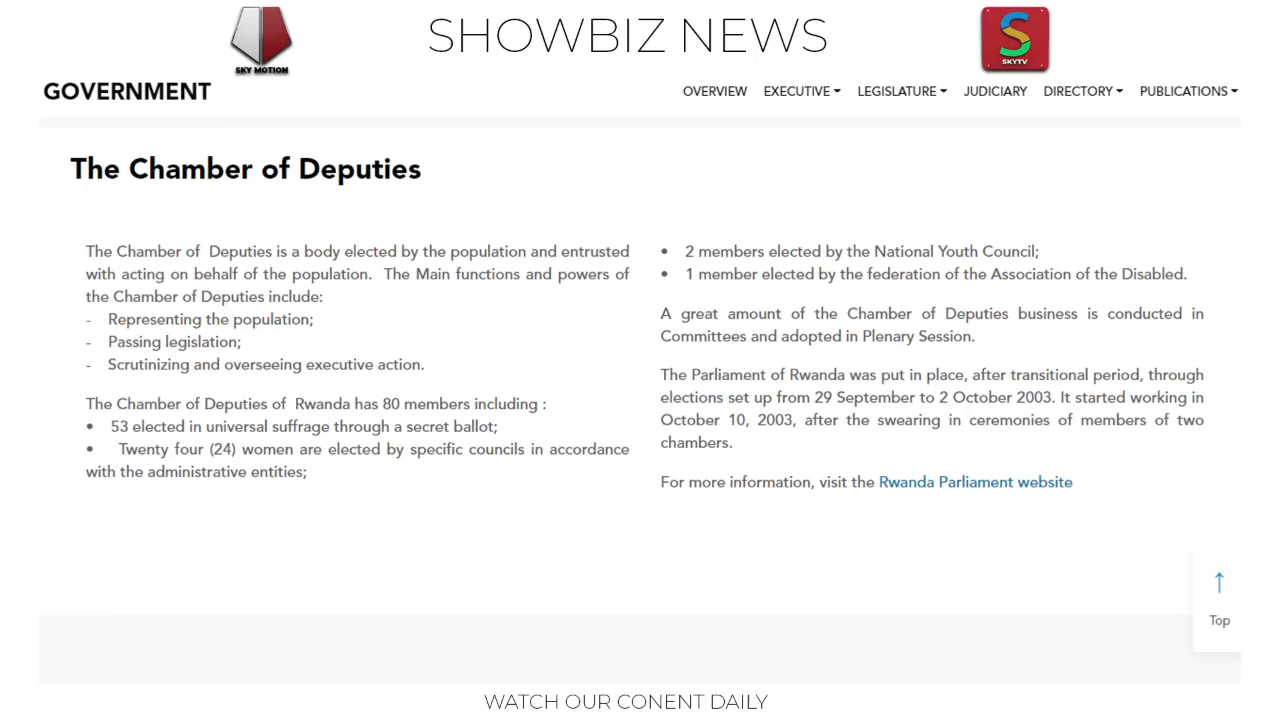 SKY MOTION
SHOWBIZ NEWS
S
SKYTV
GOVERNMENT
OVERVIEW EXECUTIVE LEGISLATURE JUDICIARY DIRECTORY PUBLICATIONS
The Chamber of Deputies
The Chamber of Deputies is a body elected by the population and entrusted
with acting on behalf of the population. The Main functions and powers of
the Chamber of Deputies include:
- Representing the population;
- Passing legislation;
- Scrutinizing and overseeing executive action.
The Chamber of Deputies of Rwanda has 80 members including :
• 53 elected in universal suffrage through a secret ballot;
• Twenty four (24) women are elected by specific councils in accordance
with the administrative entities;
• 2 members elected by the National Youth Council;
• 1 member elected by the federation of the Association of the Disabled.
A great amount of the Chamber of Deputies business is conducted in
Committees and adopted in Plenary Session.
The Parliament of Rwanda was put in place, after transitional period, through
elections set up from 29 September to 2 October 2003. It started working in
October 10, 2003, after the swearing in ceremonies of members of two
chambers.
For more information, visit the Rwanda Parliament website
↑
Top
WATCH OUR CONENT DAILY